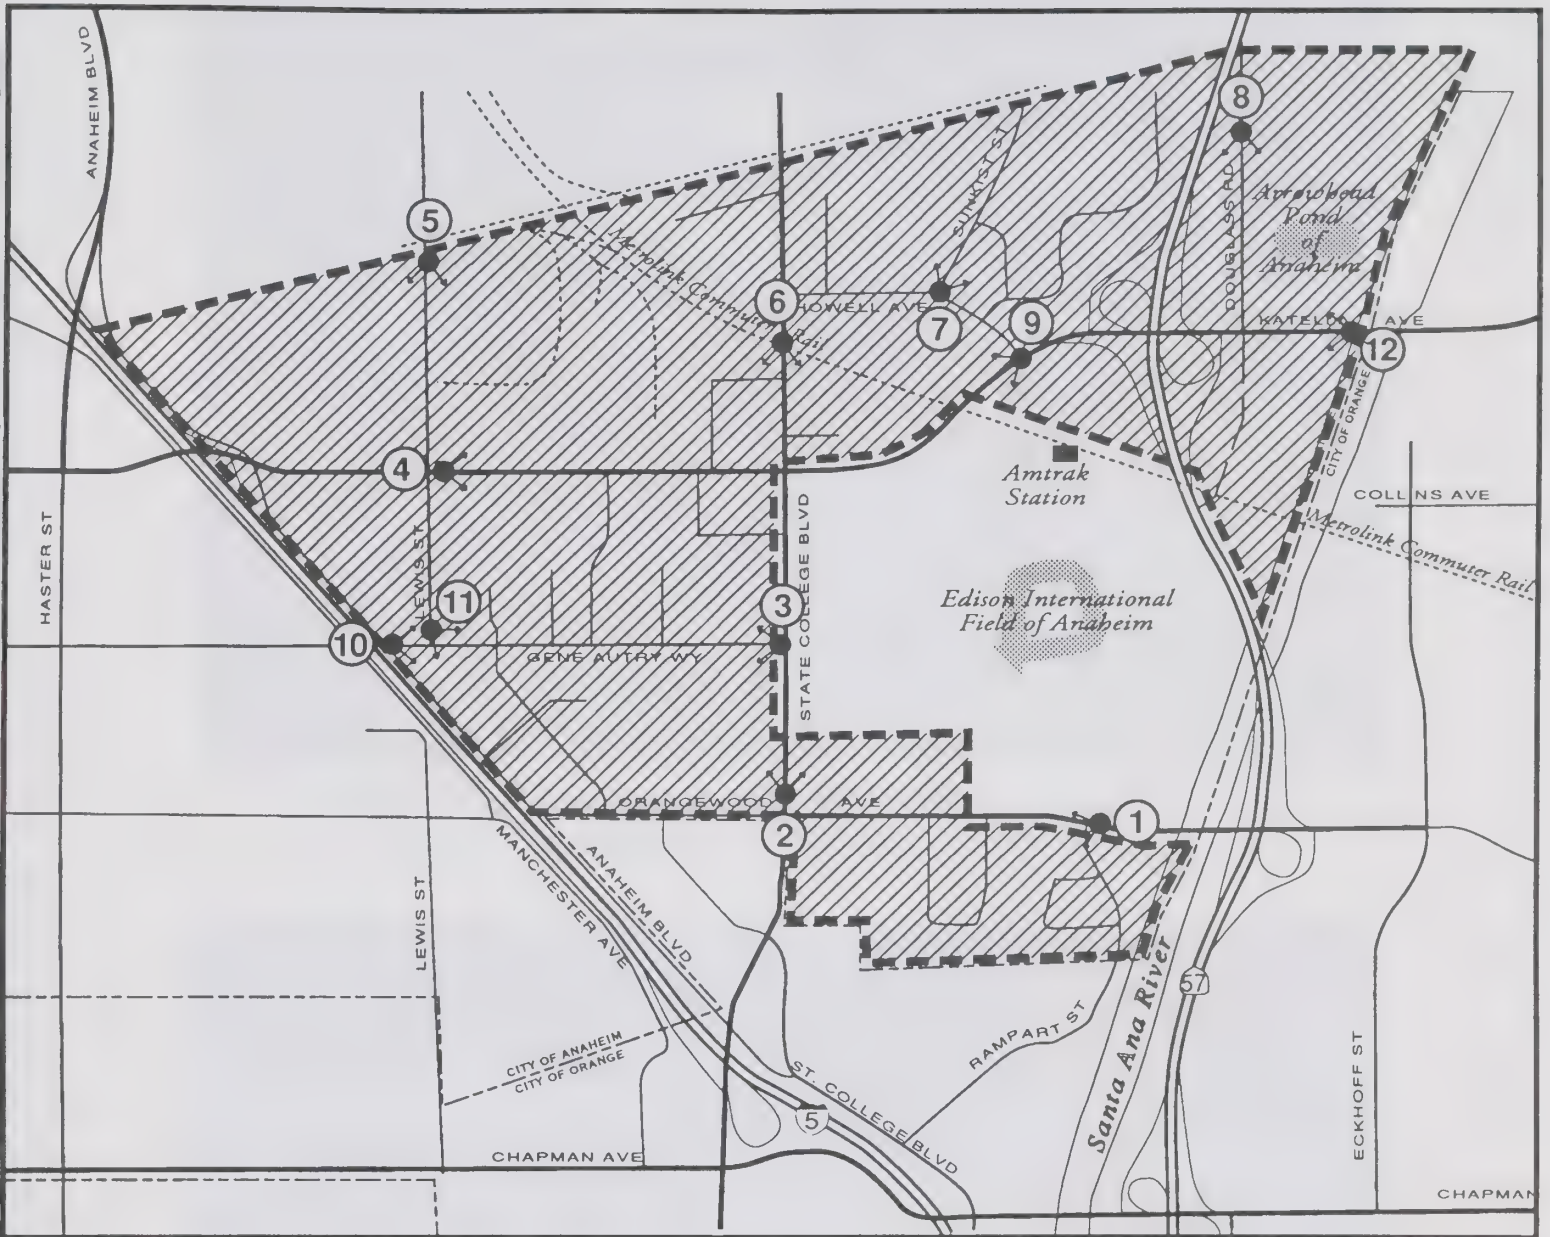 ANAHEIM BLVD
8
5
SUNKIST ST
DOUGLASS RD
Arrowhead
Pond
of
Anaheim
Metrolink Commuter Rail
6
HOWELL AVE
7
9
KATELLA AVE
12
CITY OF ORANGE
4
Amtrak
Station
COLLINS AVE
Metrolink Commuter Rail
HASTER ST
LEWIS ST
STATE COLLEGE BLVD
11
3
Edison International
Field of Anaheim
10
GENE AUTRY WY
ORANGEWOOD AVE
2
1
MANCHESTER AVE
ANAHEIM BLVD
LEWIS ST
Santa Ana River
57
RAMPART ST
CITY OF ANAHEIM
CITY OF ORANGE
ST. COLLEGE BLVD
5
ECKHOFF ST
CHAPMAN AVE
CHAPMAN